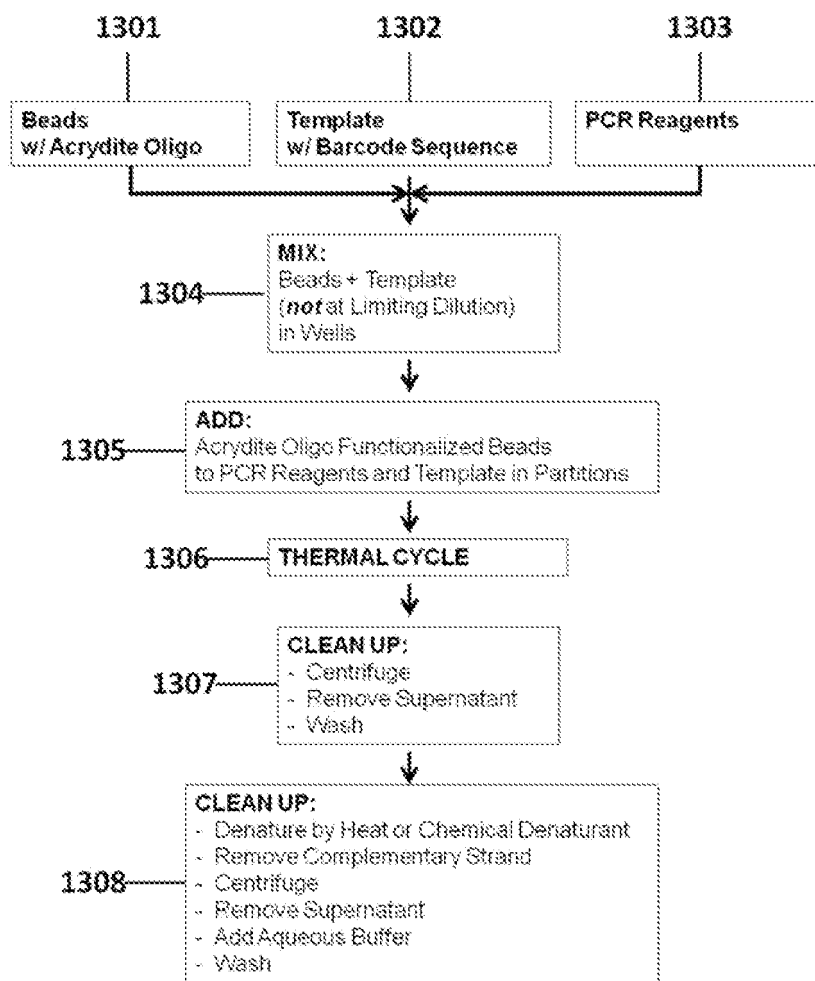 1301
1302
1303
Beads
w/ Acrydite Oligo
Template
w/ Barcode Sequence
PCR Reagents
1304
MIX:
Beads + Template
(not at Limiting Dilution)
in Wells
1305
ADD:
Acrydite Oligo Functionalized Beads
to PCR Reagents and Template in Partitions
1306
THERMAL CYCLE
1307
CLEAN UP:
- Centrifuge
- Remove Supernatant
- Wash
1308
CLEAN UP:
- Denature by Heat or Chemical Denaturant
- Remove Complementary Strand
- Centrifuge
- Remove Supernatant
- Add Aqueous Buffer
- Wash